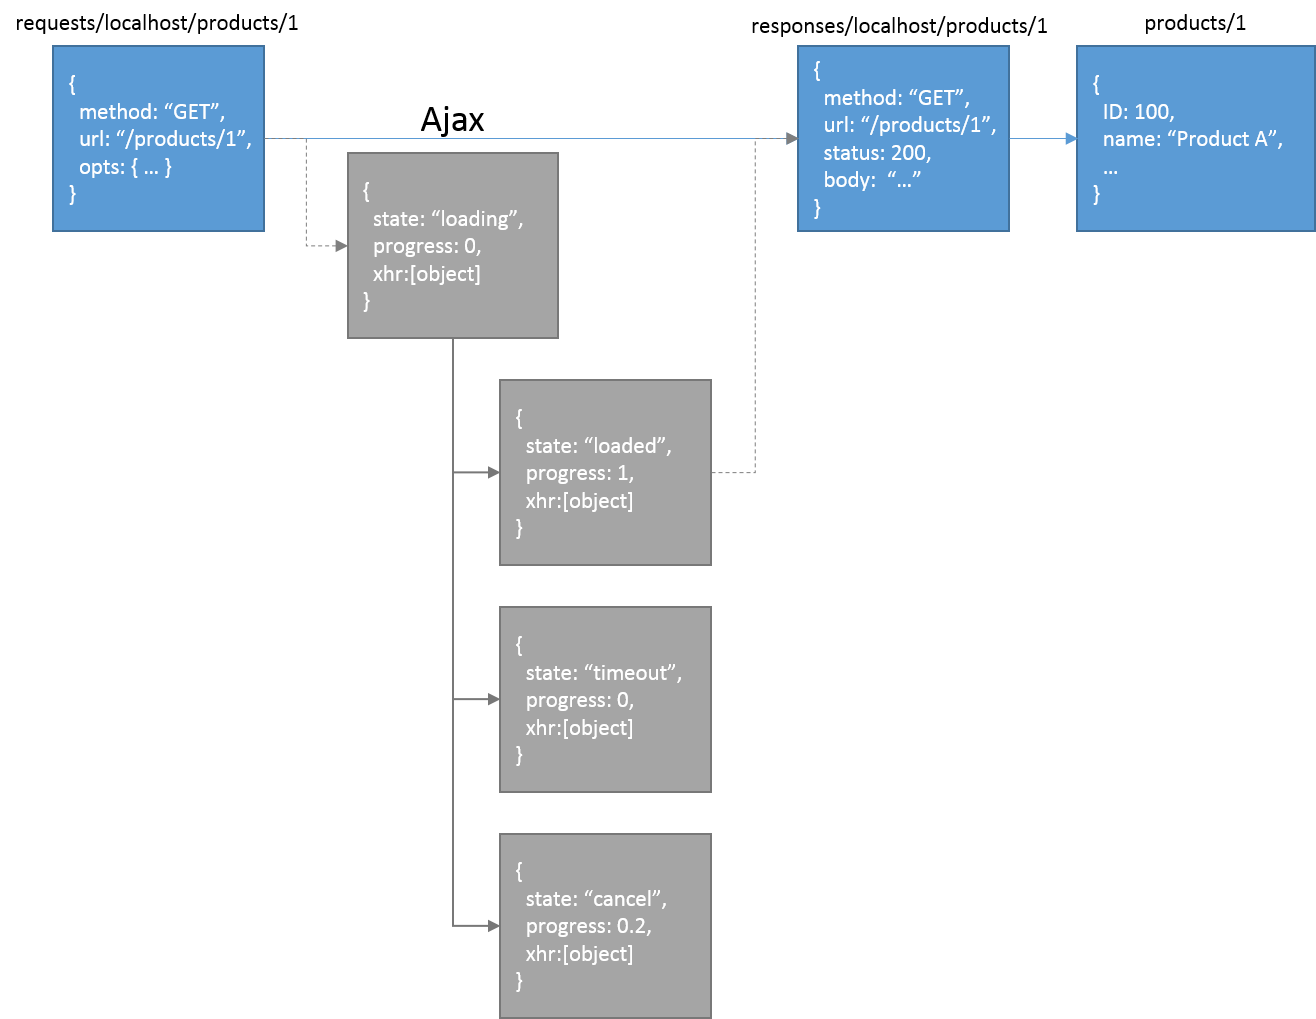 requests/localhost/products/1
{
method: “GET”,
url: “/products/1”,
opts: { ... }
}
Ajax
responses/localhost/products/1
{
method: “GET”,
url: “/products/1”,
status: 200,
body: “...”
}
products/1
{
ID: 100,
name: “Product A”,
...
}
{
state: “loading”,
progress: 0,
xhr:[object]
}
{
state: “loaded”,
progress: 1,
xhr:[object]
}
{
state: “timeout”,
progress: 0,
xhr:[object]
}
{
state: “cancel”,
progress: 0.2,
xhr:[object]
}